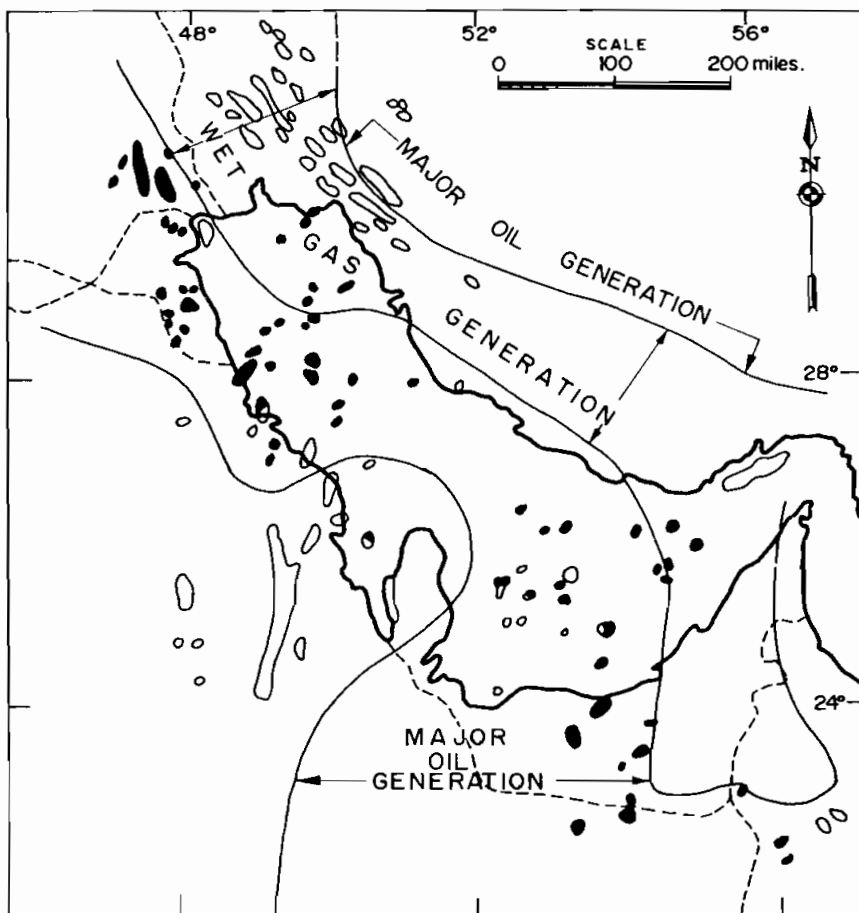 48° 52° 56°
SCALE
0 100 200 miles.
N
WET
GAS
GENERATION
MAJOR OIL GENERATION
28°
24°
MAJOR
OIL
GENERATION